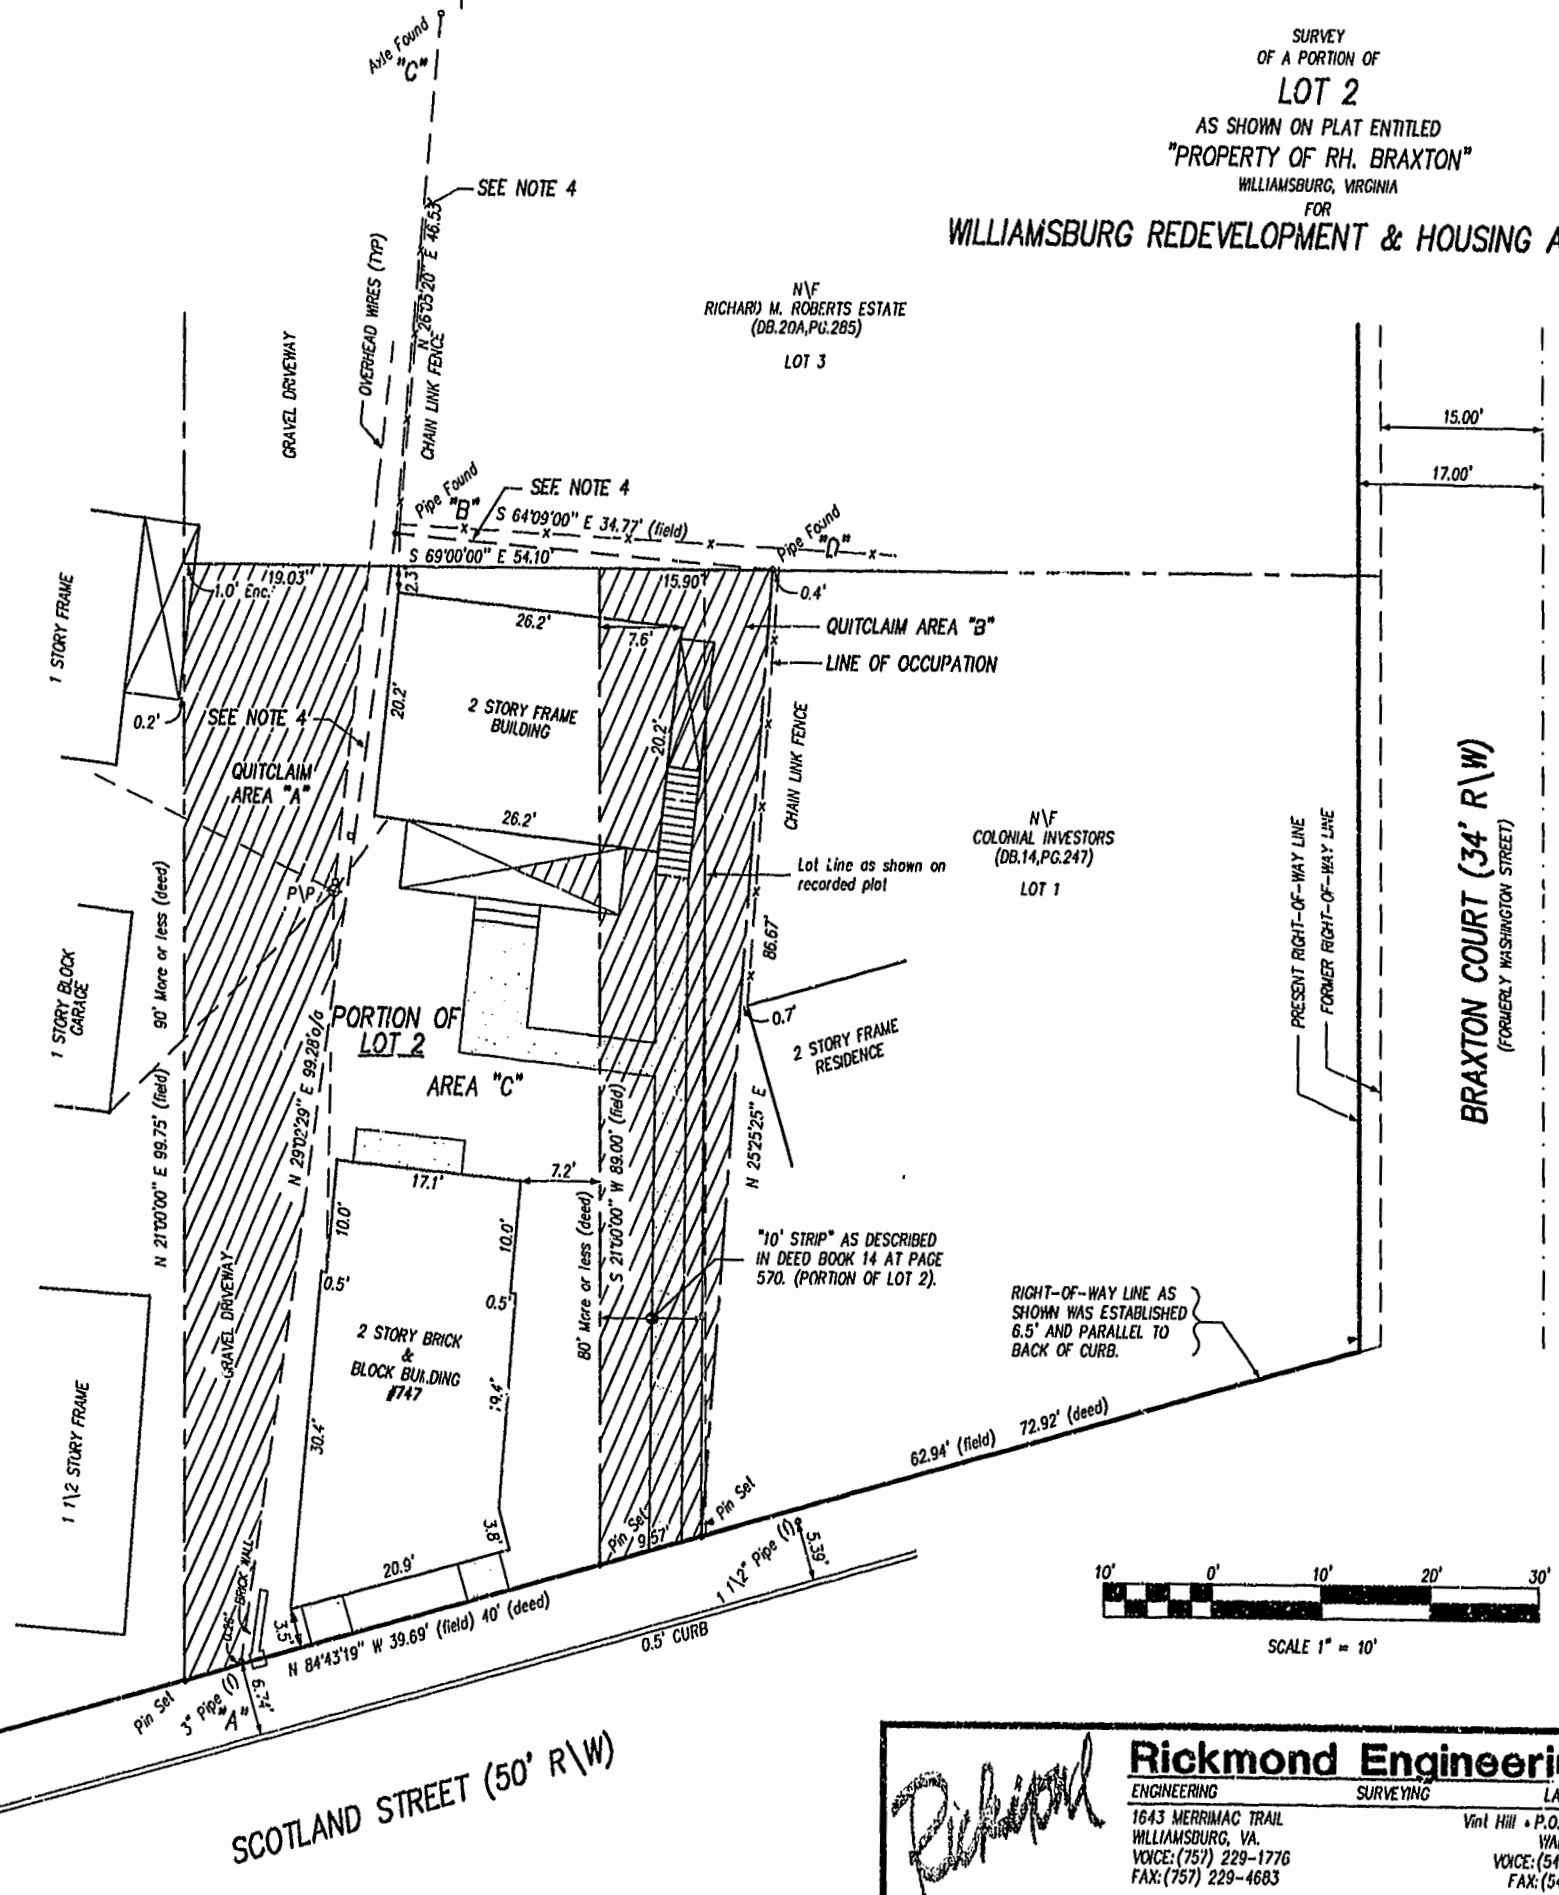 SURVEY
OF A PORTION OF
LOT 2
AS SHOWN ON PLAT ENTITLED
"PROPERTY OF RH. BRAXTON"
WILLIAMSBURG, VIRGINIA
FOR
WILLIAMSBURG REDEVELOPMENT & HOUSING A
Axle Found
"C"
SEE NOTE 4
N 26°05'20" E 46.53'
CHAIN LINK FENCE
OVERHEAD WIRES (TYP)
GRAVEL DRIVEWAY
N\F
RICHARD M. ROBERTS ESTATE
(DB.20A,PG.285)
LOT 3
15.00'
17.00'
Pipe Found
"B"
SEE NOTE 4
S 64°09'00" E 34.77' (field)
Pipe Found
"D"
S 69°00'00" E 54.10'
19.03'
1.0' Enc.
2.3'
15.90'
0.4'
26.2'
7.6'
QUITCLAIM AREA "B"
LINE OF OCCUPATION
1 STORY FRAME
0.2'
SEE NOTE 4
20.2'
2 STORY FRAME
BUILDING
20.2'
CHAIN LINK FENCE
QUITCLAIM
AREA "A"
26.2'
N\F
COLONIAL INVESTORS
(DB.14,PG.247)
LOT 1
Lot Line as shown on
recorded plot
P\P
86.67'
90' More or less (deed)
N 21°00'00" E 99.75' (field)
1 STORY BLOCK
GARAGE
PORTION OF
LOT 2
AREA "C"
0.7'
2 STORY FRAME
RESIDENCE
N 29°02'29" E 99.28' o/a
N 25°25'25" E
PRESENT RIGHT-OF-WAY LINE
FORMER RIGHT-OF-WAY LINE
BRAXTON COURT (34' R\W)
(FORMERLY WASHINGTON STREET)
17.1'
7.2'
10.0'
10.0'
0.5'
0.5'
80' More or less (deed)
S 21°00'00" W 89.00' (field)
"10' STRIP" AS DESCRIBED
IN DEED BOOK 14 AT PAGE
570. (PORTION OF LOT 2).
RIGHT-OF-WAY LINE AS
SHOWN WAS ESTABLISHED
6.5' AND PARALLEL TO
BACK OF CURB.
GRAVEL DRIVEWAY
2 STORY BRICK
&
BLOCK BUILDING
#747
30.4'
1 1\2 STORY FRAME
3.8'
20.9'
3.5'
BRICK WALL
0.26'
Pin Set
9.57'
Pin Set
62.94' (field) 72.92' (deed)
1 1\2" Pipe (f)
5.39'
N 84°43'19" W 39.69' (field) 40' (deed)
0.5' CURB
Pin Set
3" Pipe (f)
"A"
6.74'
SCOTLAND STREET (50' R\W)
10' 0' 10' 20' 30'
SCALE 1" = 10'
Rickmond
Rickmond Engineeri
ENGINEERING SURVEYING LA
1643 MERRIMAC TRAIL
WILLIAMSBURG, VA.
VOICE:(757) 229-1776
FAX:(757) 229-4683
Vint Hill • P.O.
WA
VOICE:(54
FAX:(5